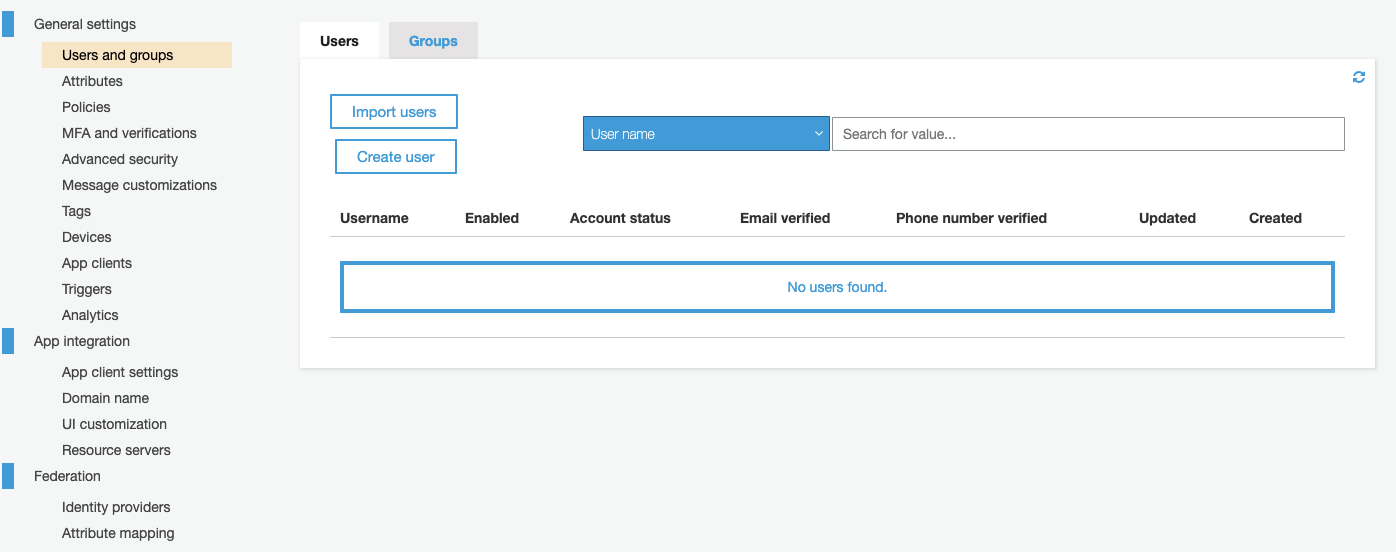 General settings
Users and groups
Attributes
Policies
MFA and verifications
Advanced security
Message customizations
Tags
Devices
App clients
Triggers
Analytics
App integration
App client settings
Domain name
UI customization
Resource servers
Federation
Identity providers
Attribute mapping
Users Groups
Import users
Create user
User name Search for value...
Username Enabled Account status Email verified Phone number verified Updated Created
No users found.